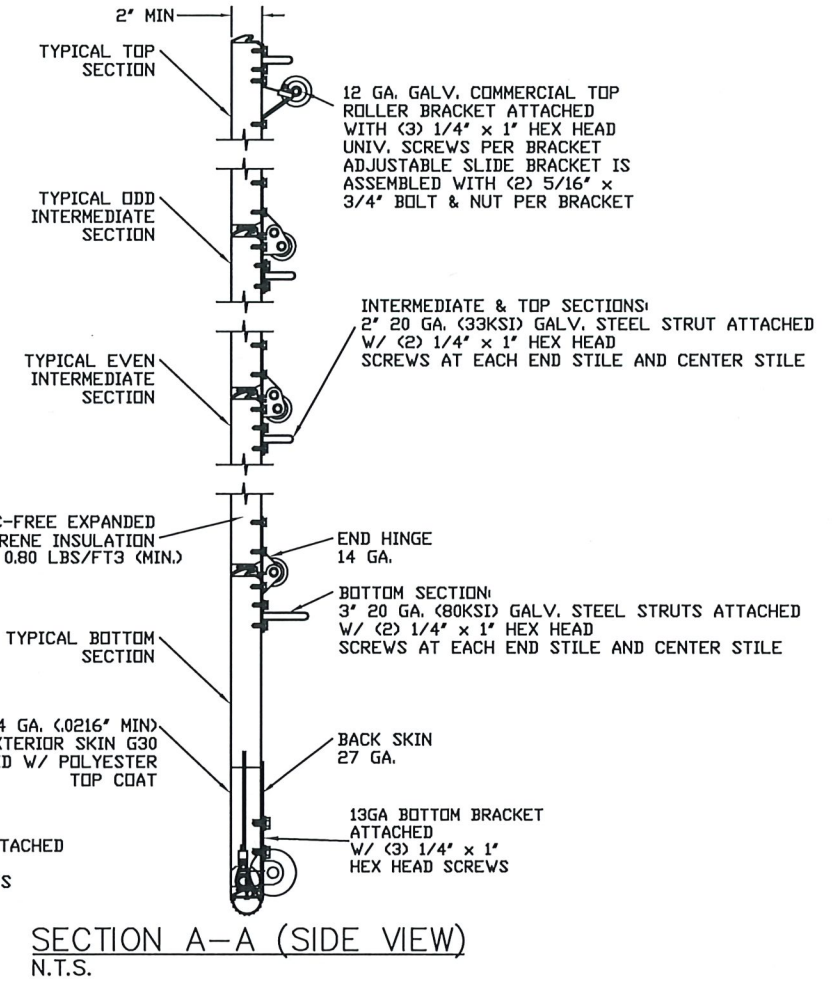 2" MIN
TYPICAL TOP
SECTION
12 GA. GALV. COMMERCIAL TOP
ROLLER BRACKET ATTACHED
WITH (3) 1/4" x 1" HEX HEAD
UNIV. SCREWS PER BRACKET
ADJUSTABLE SLIDE BRACKET IS
ASSEMBLED WITH (2) 5/16" x
3/4" BOLT & NUT PER BRACKET
TYPICAL ODD
INTERMEDIATE
SECTION
INTERMEDIATE & TOP SECTIONS:
2" 20 GA. (33KSI) GALV. STEEL STRUT ATTACHED
W/ (2) 1/4" x 1" HEX HEAD
SCREWS AT EACH END STILE AND CENTER STILE
TYPICAL EVEN
INTERMEDIATE
SECTION
C-FREE EXPANDED
RENE INSULATION
0.80 LBS/FT3 (MIN.)
END HINGE
14 GA.
BOTTOM SECTION:
3" 20 GA. (80KSI) GALV. STEEL STRUTS ATTACHED
W/ (2) 1/4" x 1" HEX HEAD
SCREWS AT EACH END STILE AND CENTER STILE
TYPICAL BOTTOM
SECTION
4 GA. (.0216" MIN)
XTERIOR SKIN G30
ED W/ POLYESTER
TOP COAT
BACK SKIN
27 GA.
13GA BOTTOM BRACKET
ATTACHED
W/ (3) 1/4" x 1"
HEX HEAD SCREWS
TTACHED
S
SECTION A-A (SIDE VIEW)
N.T.S.